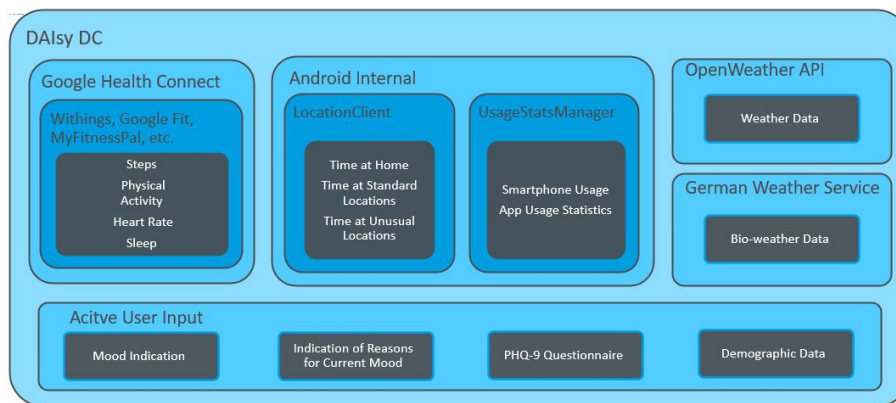 DAIsy DC
Google Health Connect
Withings, Google Fit,
MyFitnessPal, etc.
Steps
Physical
Activity
Heart Rate
Sleep
Android Internal
LocationClient
Time at Home
Time at Standard
Locations
Time at Unusual
Locations
UsageStatsManager
Smartphone Usage
App Usage Statistics
OpenWeather API
Weather Data
German Weather Service
Bio-weather Data
Acitve User Input
Mood Indication
Indication of Reasons
for Current Mood
PHQ-9 Questionnaire
Demographic Data